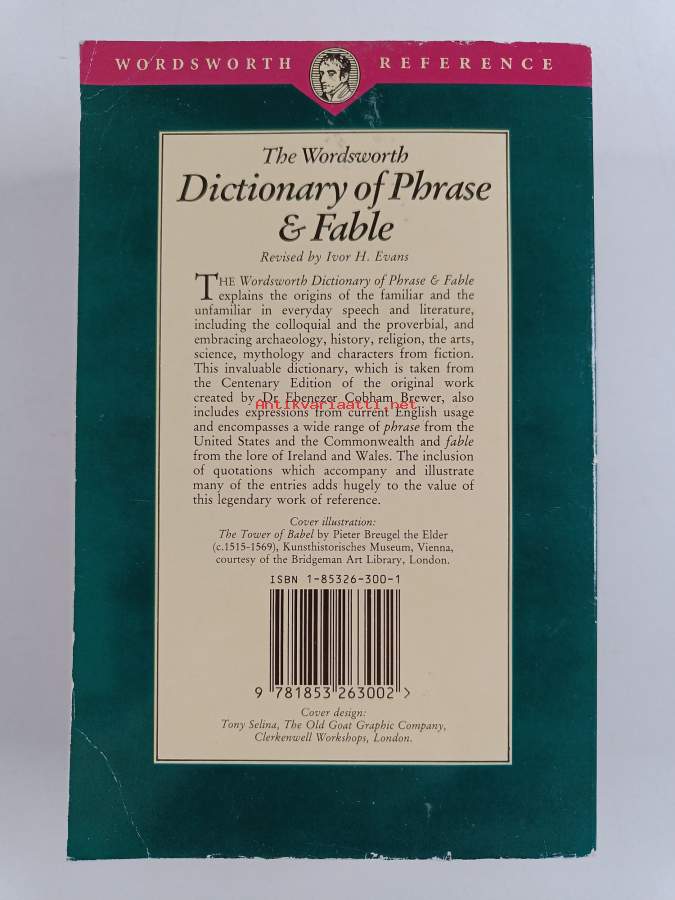 WORDSWORTH REFERENCE
The Wordsworth
Dictionary of Phrase
& Fable
Revised by Ivor H. Evans
THE Wordsworth Dictionary of Phrase & Fable
explains the origins of the familiar and the
unfamiliar in everyday speech and literature,
including the colloquial and the proverbial, and
embracing archaeology, history, religion, the arts,
science, mythology and characters from fiction.
This invaluable dictionary, which is taken from
the Centenary Edition of the original work
created by Dr Ebenezer Cobham Brewer, also
Antikvariaatti.net
includes expressions from current English usage
and encompasses a wide range of phrase from the
United States and the Commonwealth and fable
from the lore of Ireland and Wales. The inclusion
of quotations which accompany and illustrate
many of the entries adds hugely to the value of
this legendary work of reference.
Cover illustration:
The Tower of Babel by Pieter Breugel the Elder
(c.1515-1569), Kunsthistorisches Museum, Vienna,
courtesy of the Bridgeman Art Library, London.
ISBN 1-85326-300-1
9 781853 263002 >
Cover design:
Tony Selina, The Old Goat Graphic Company,
Clerkenwell Workshops, London.